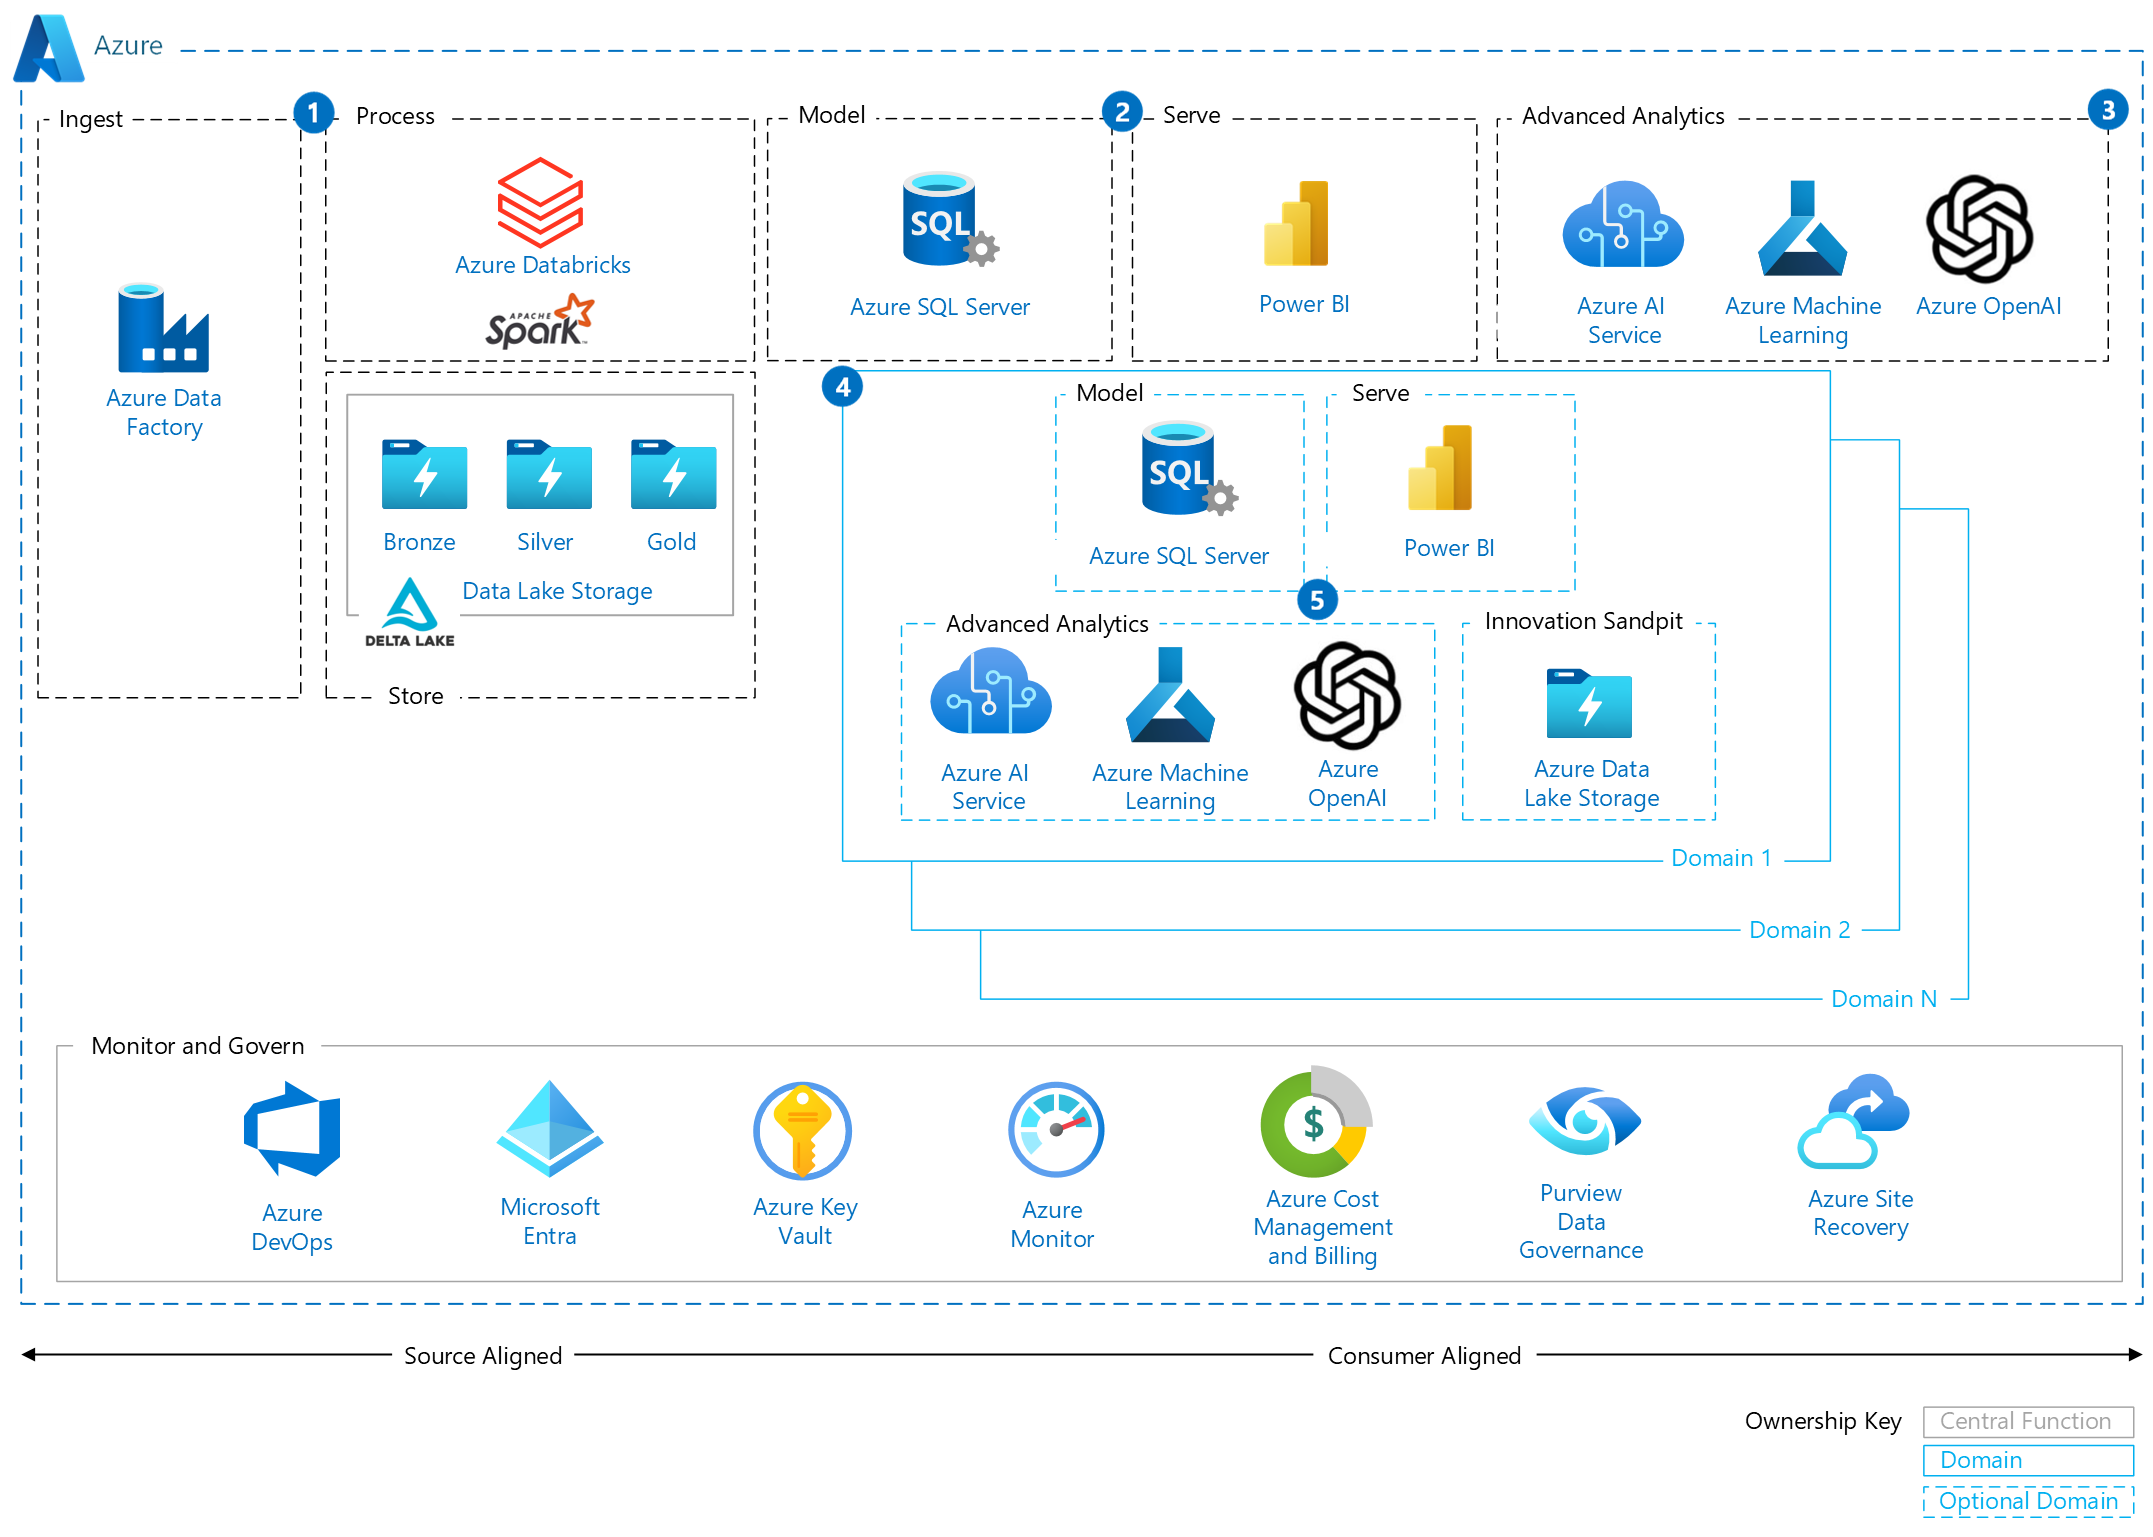 Azure
Ingest
1
Process
Model
2
Serve
Advanced Analytics
3
Azure Data
Factory
Azure Databricks
APACHE
Spark
SQL
Azure SQL Server
Power BI
Azure AI
Service
Azure Machine
Learning
Azure OpenAI
Bronze
Silver
Gold
Data Lake Storage
DELTA LAKE
Store
4
Model
Serve
SQL
Azure SQL Server
Power BI
5
Advanced Analytics
Innovation Sandpit
Azure AI
Service
Azure Machine
Learning
Azure
OpenAI
Azure Data
Lake Storage
Domain 1
Domain 2
Domain N
Monitor and Govern
Azure
DevOps
Microsoft
Entra
Azure Key
Vault
Azure
Monitor
$
Azure Cost
Management
and Billing
Purview
Data
Governance
Azure Site
Recovery
Source Aligned
Consumer Aligned
Ownership Key
Central Function
Domain
Optional Domain